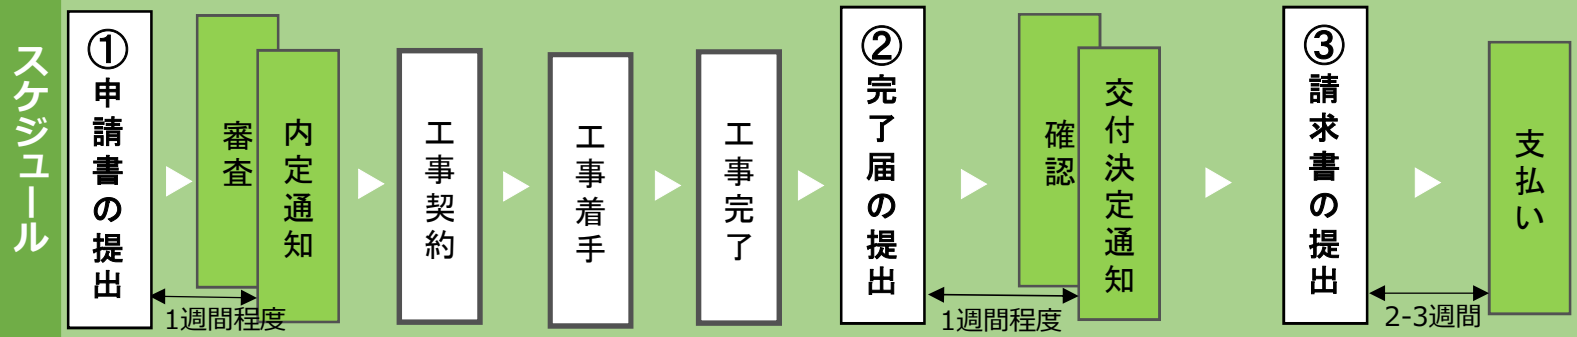 スケジュール
①申請書の提出
審査
内定通知
1週間程度
工事契約
工事着手
工事完了
②完了届の提出
確認
交付決定通知
1週間程度
③請求書の提出
2-3週間
支払い